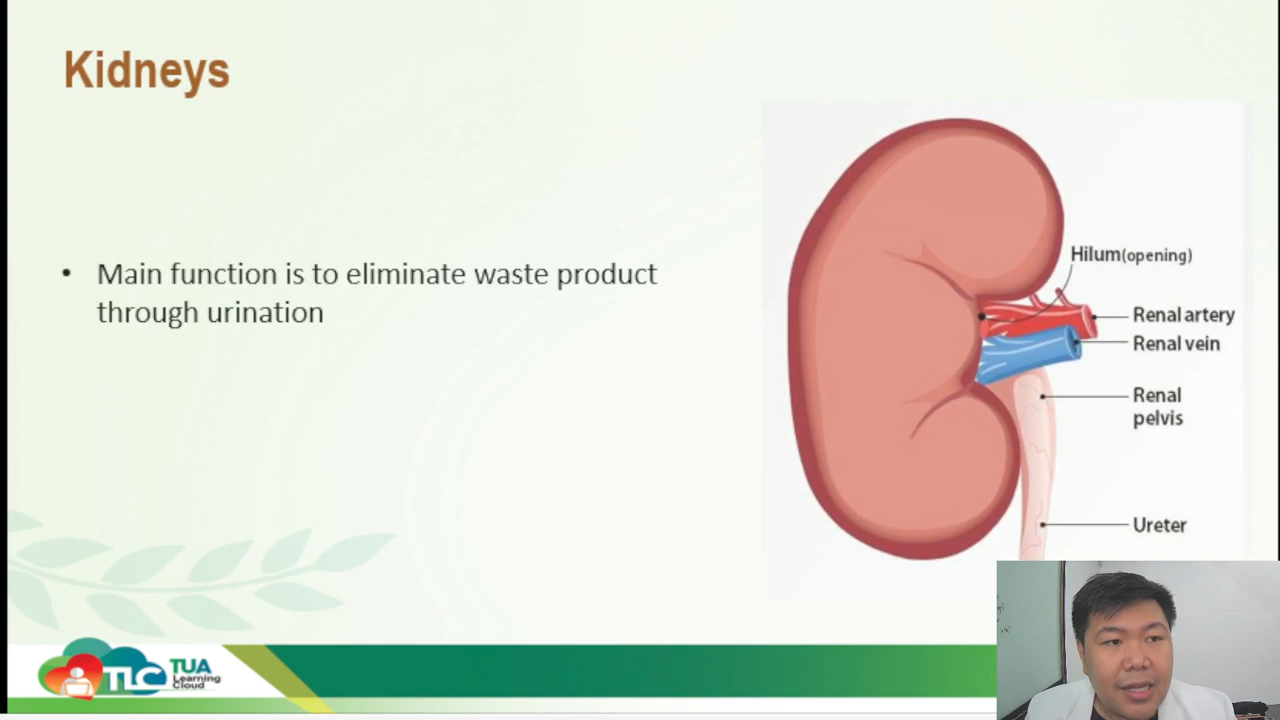 Kidneys
• Main function is to eliminate waste product
through urination
Hilum(opening)
Renal artery
Renal vein
Renal
pelvis
Ureter
TLC
TUA
Learning
Cloud